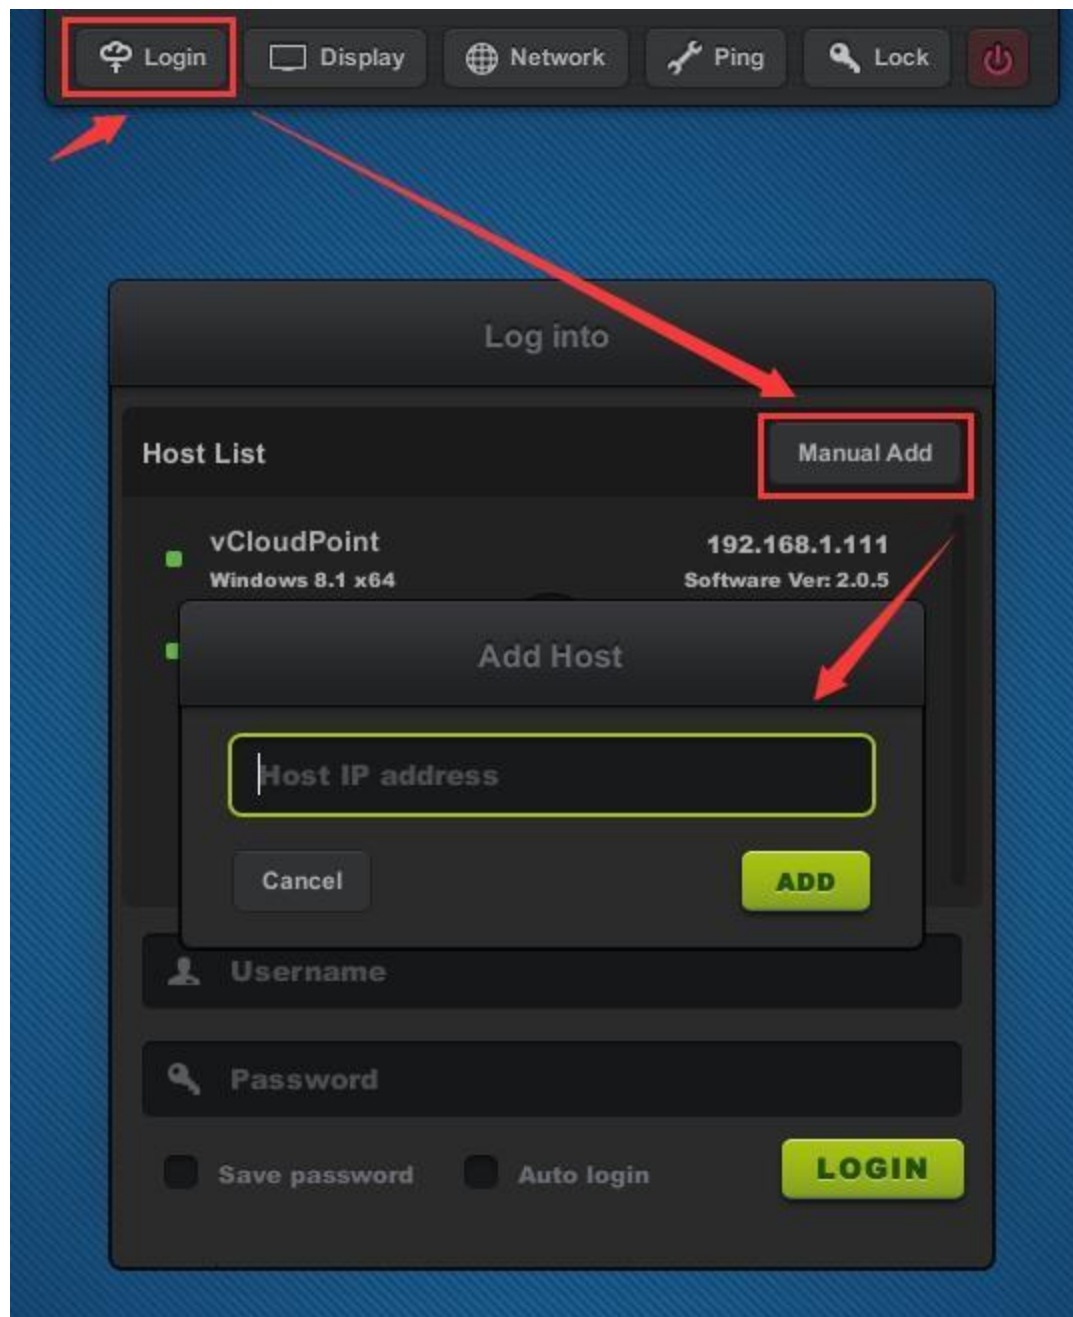 Login Display Network Ping Lock
Log into
Host List Manual Add
vCloudPoint 192.168.1.111
Windows 8.1 x64 Software Ver: 2.0.5
Add Host
Host IP address
Cancel ADD
Username
Password
Save password Auto login LOGIN